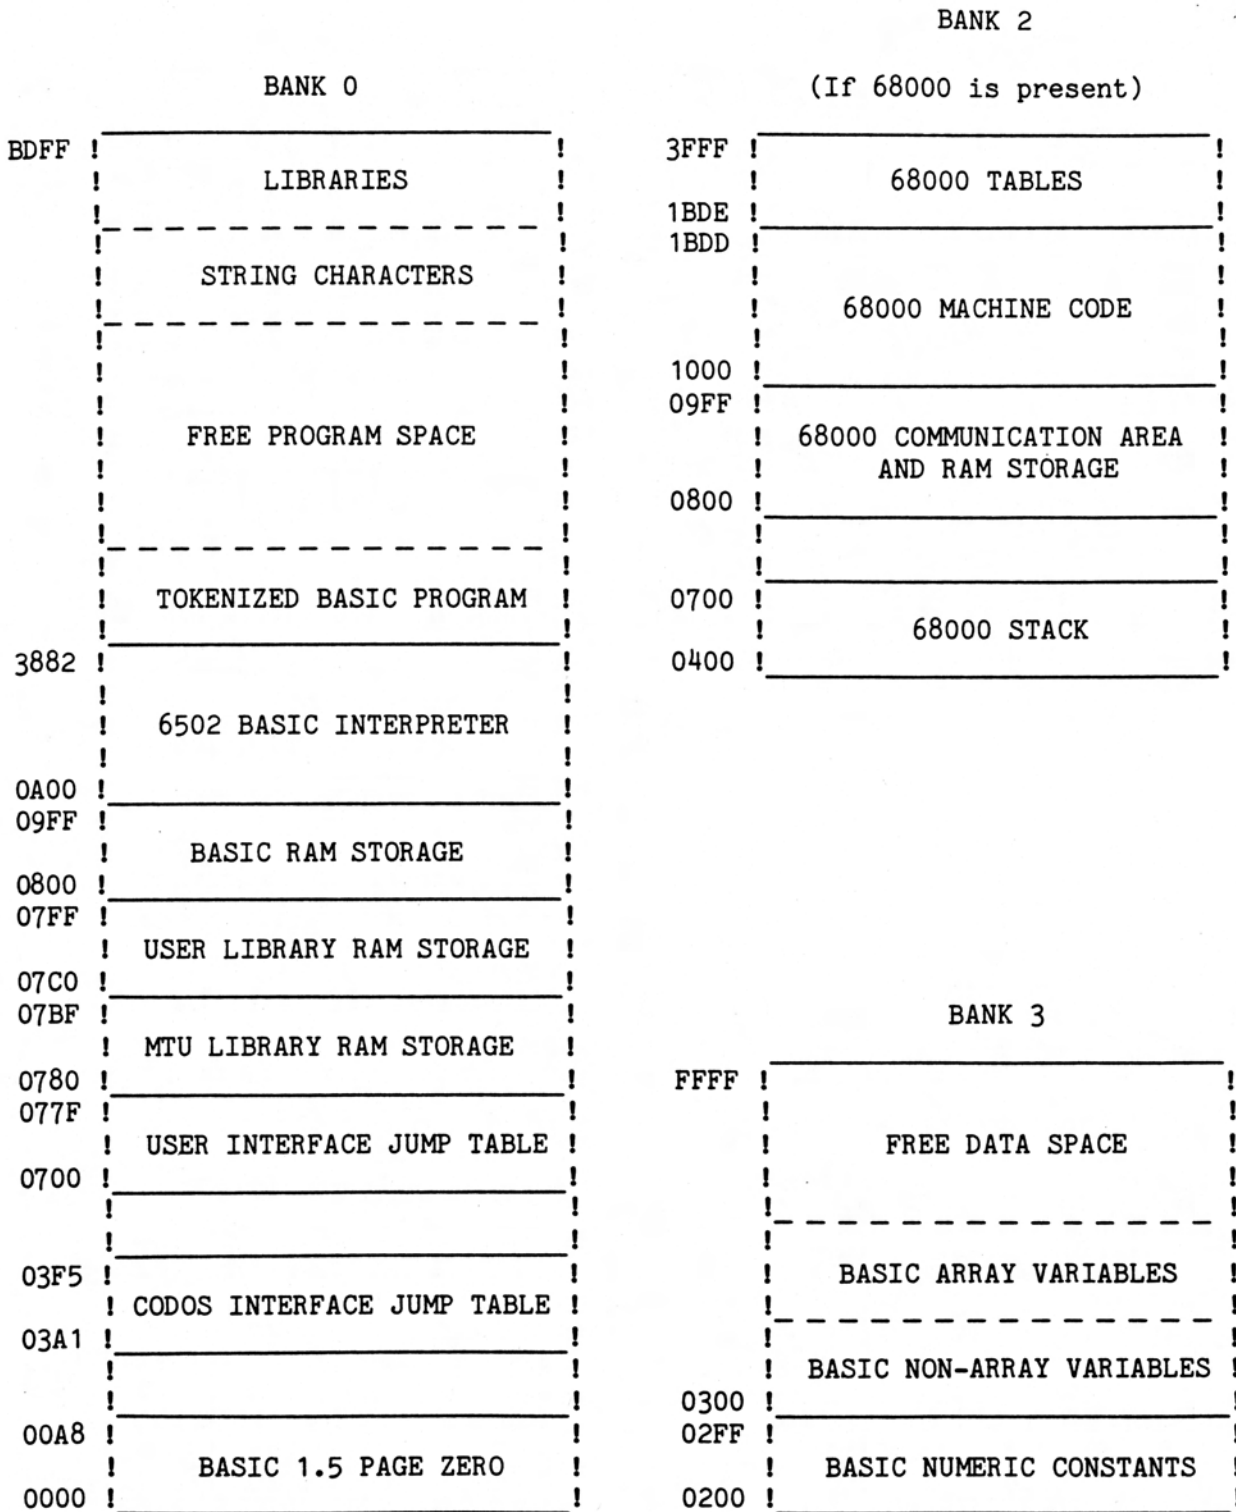 BANK 0
BDFF
LIBRARIES
STRING CHARACTERS
FREE PROGRAM SPACE
TOKENIZED BASIC PROGRAM
3882
6502 BASIC INTERPRETER
0A00
09FF
BASIC RAM STORAGE
0800
07FF
USER LIBRARY RAM STORAGE
07C0
07BF
MTU LIBRARY RAM STORAGE
0780
077F
USER INTERFACE JUMP TABLE
0700
03F5
CODOS INTERFACE JUMP TABLE
03A1
00A8
BASIC 1.5 PAGE ZERO
0000
BANK 2
(If 68000 is present)
3FFF
68000 TABLES
1BDE
1BDD
68000 MACHINE CODE
1000
09FF
68000 COMMUNICATION AREA
AND RAM STORAGE
0800
0700
68000 STACK
0400
BANK 3
FFFF
FREE DATA SPACE
BASIC ARRAY VARIABLES
BASIC NON-ARRAY VARIABLES
0300
02FF
BASIC NUMERIC CONSTANTS
0200